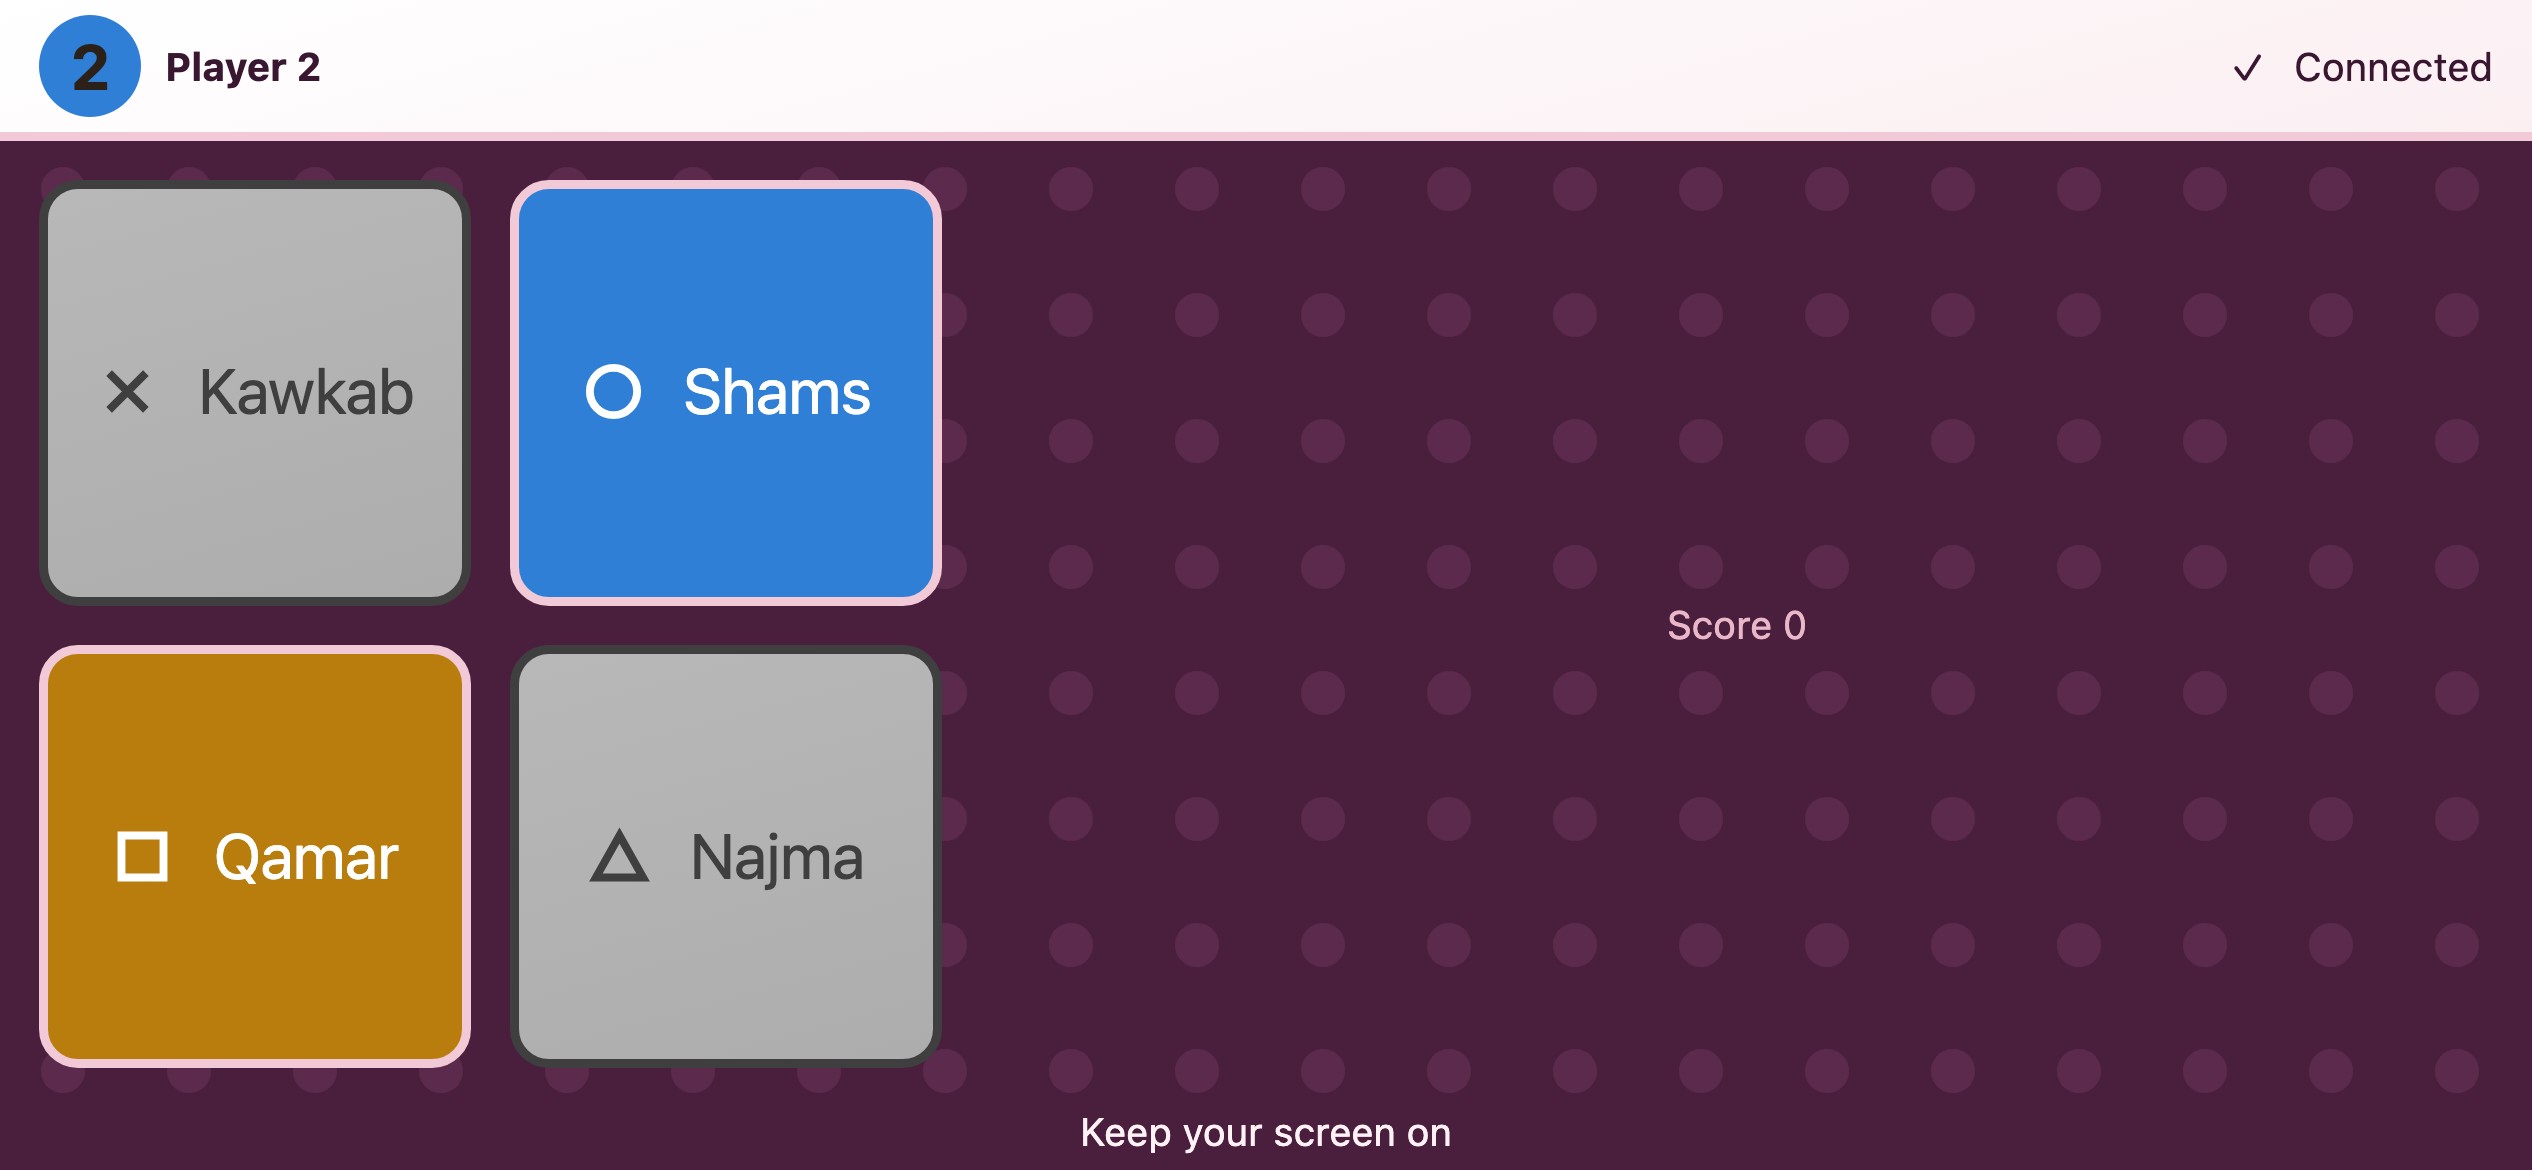 2 Player 2
✓ Connected
Kawkab
Shams
Score 0
Qamar
Najma
Keep your screen on